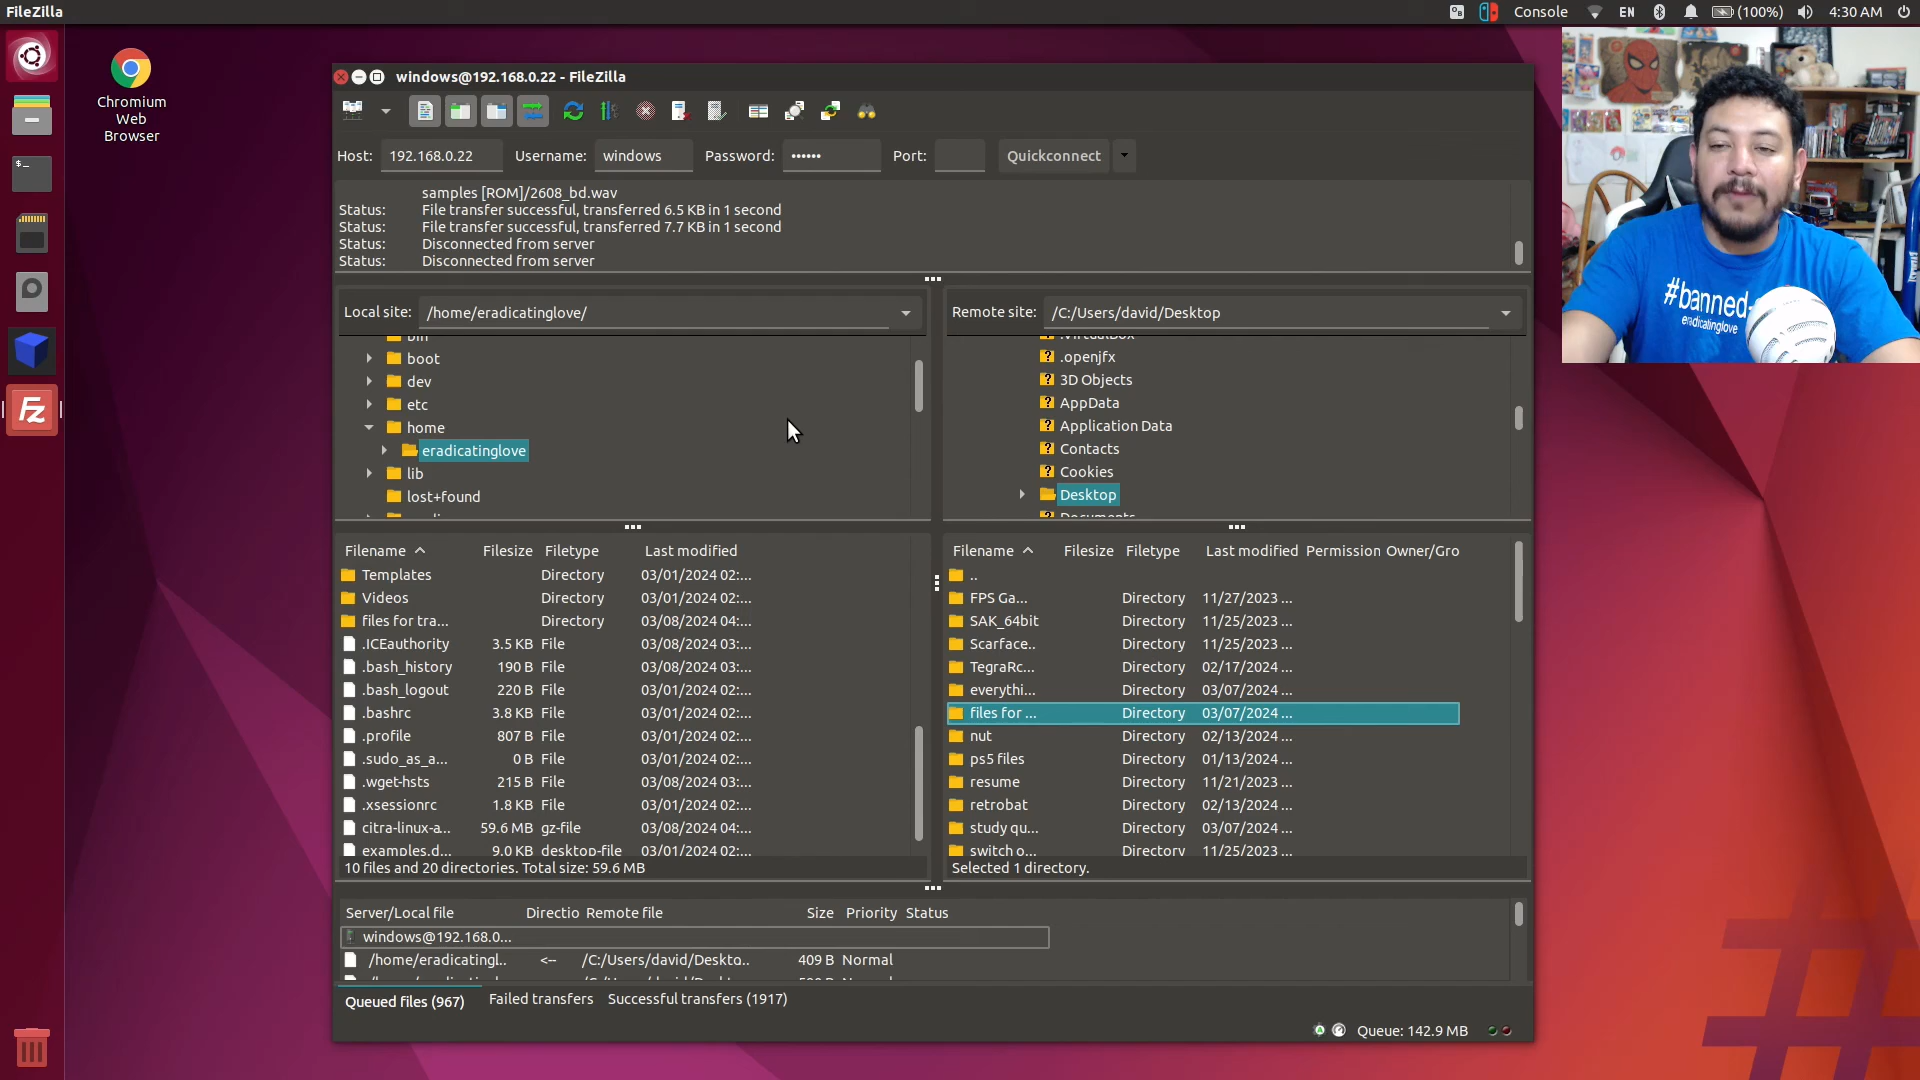 FileZilla
Console EN (100%) 4:30 AM
Chromium
Web
Browser
windows@192.168.0.22 - FileZilla
Host: 192.168.0.22 Username: windows Password: •••••• Port: Quickconnect
samples [ROM]/2608_bd.wav
Status: File transfer successful, transferred 6.5 KB in 1 second
Status: File transfer successful, transferred 7.7 KB in 1 second
Status: Disconnected from server
Status: Disconnected from server
Local site: /home/eradicatinglove/
bin
boot
dev
etc
home
eradicatinglove
lib
lost+found
Remote site: /C:/Users/david/Desktop
.VirtualBox
.openjfx
3D Objects
AppData
Application Data
Contacts
Cookies
Desktop
Documents
Filename Filesize Filetype Last modified
Templates Directory 03/01/2024 02:...
Videos Directory 03/01/2024 02:...
files for tra... Directory 03/08/2024 04:...
.ICEauthority 3.5 KB File 03/08/2024 03:...
.bash_history 190 B File 03/08/2024 03:...
.bash_logout 220 B File 03/01/2024 02:...
.bashrc 3.8 KB File 03/01/2024 02:...
.profile 807 B File 03/01/2024 02:...
.sudo_as_a... 0 B File 03/01/2024 02:...
.wget-hsts 215 B File 03/08/2024 03:...
.xsessionrc 1.8 KB File 03/01/2024 02:...
citra-linux-a... 59.6 MB gz-file 03/08/2024 04:...
examples.d... 9.0 KB desktop-file 03/01/2024 02:...
10 files and 20 directories. Total size: 59.6 MB
Filename Filesize Filetype Last modified Permission Owner/Gro
..
FPS Ga... Directory 11/27/2023 ...
SAK_64bit Directory 11/25/2023 ...
Scarface.. Directory 11/25/2023 ...
TegraRc... Directory 02/17/2024 ...
everythi... Directory 03/07/2024 ...
files for ... Directory 03/07/2024 ...
nut Directory 02/13/2024 ...
ps5 files Directory 01/13/2024 ...
resume Directory 11/21/2023 ...
retrobat Directory 02/13/2024 ...
study qu... Directory 03/07/2024 ...
switch o... Directory 11/25/2023 ...
Selected 1 directory.
Server/Local file Directio Remote file Size Priority Status
windows@192.168.0...
/home/eradicatingl.. <-- /C:/Users/david/Deskto.. 409 B Normal
Queued files (967) Failed transfers Successful transfers (1917)
Queue: 142.9 MB
#banned
eradicatinglove
#